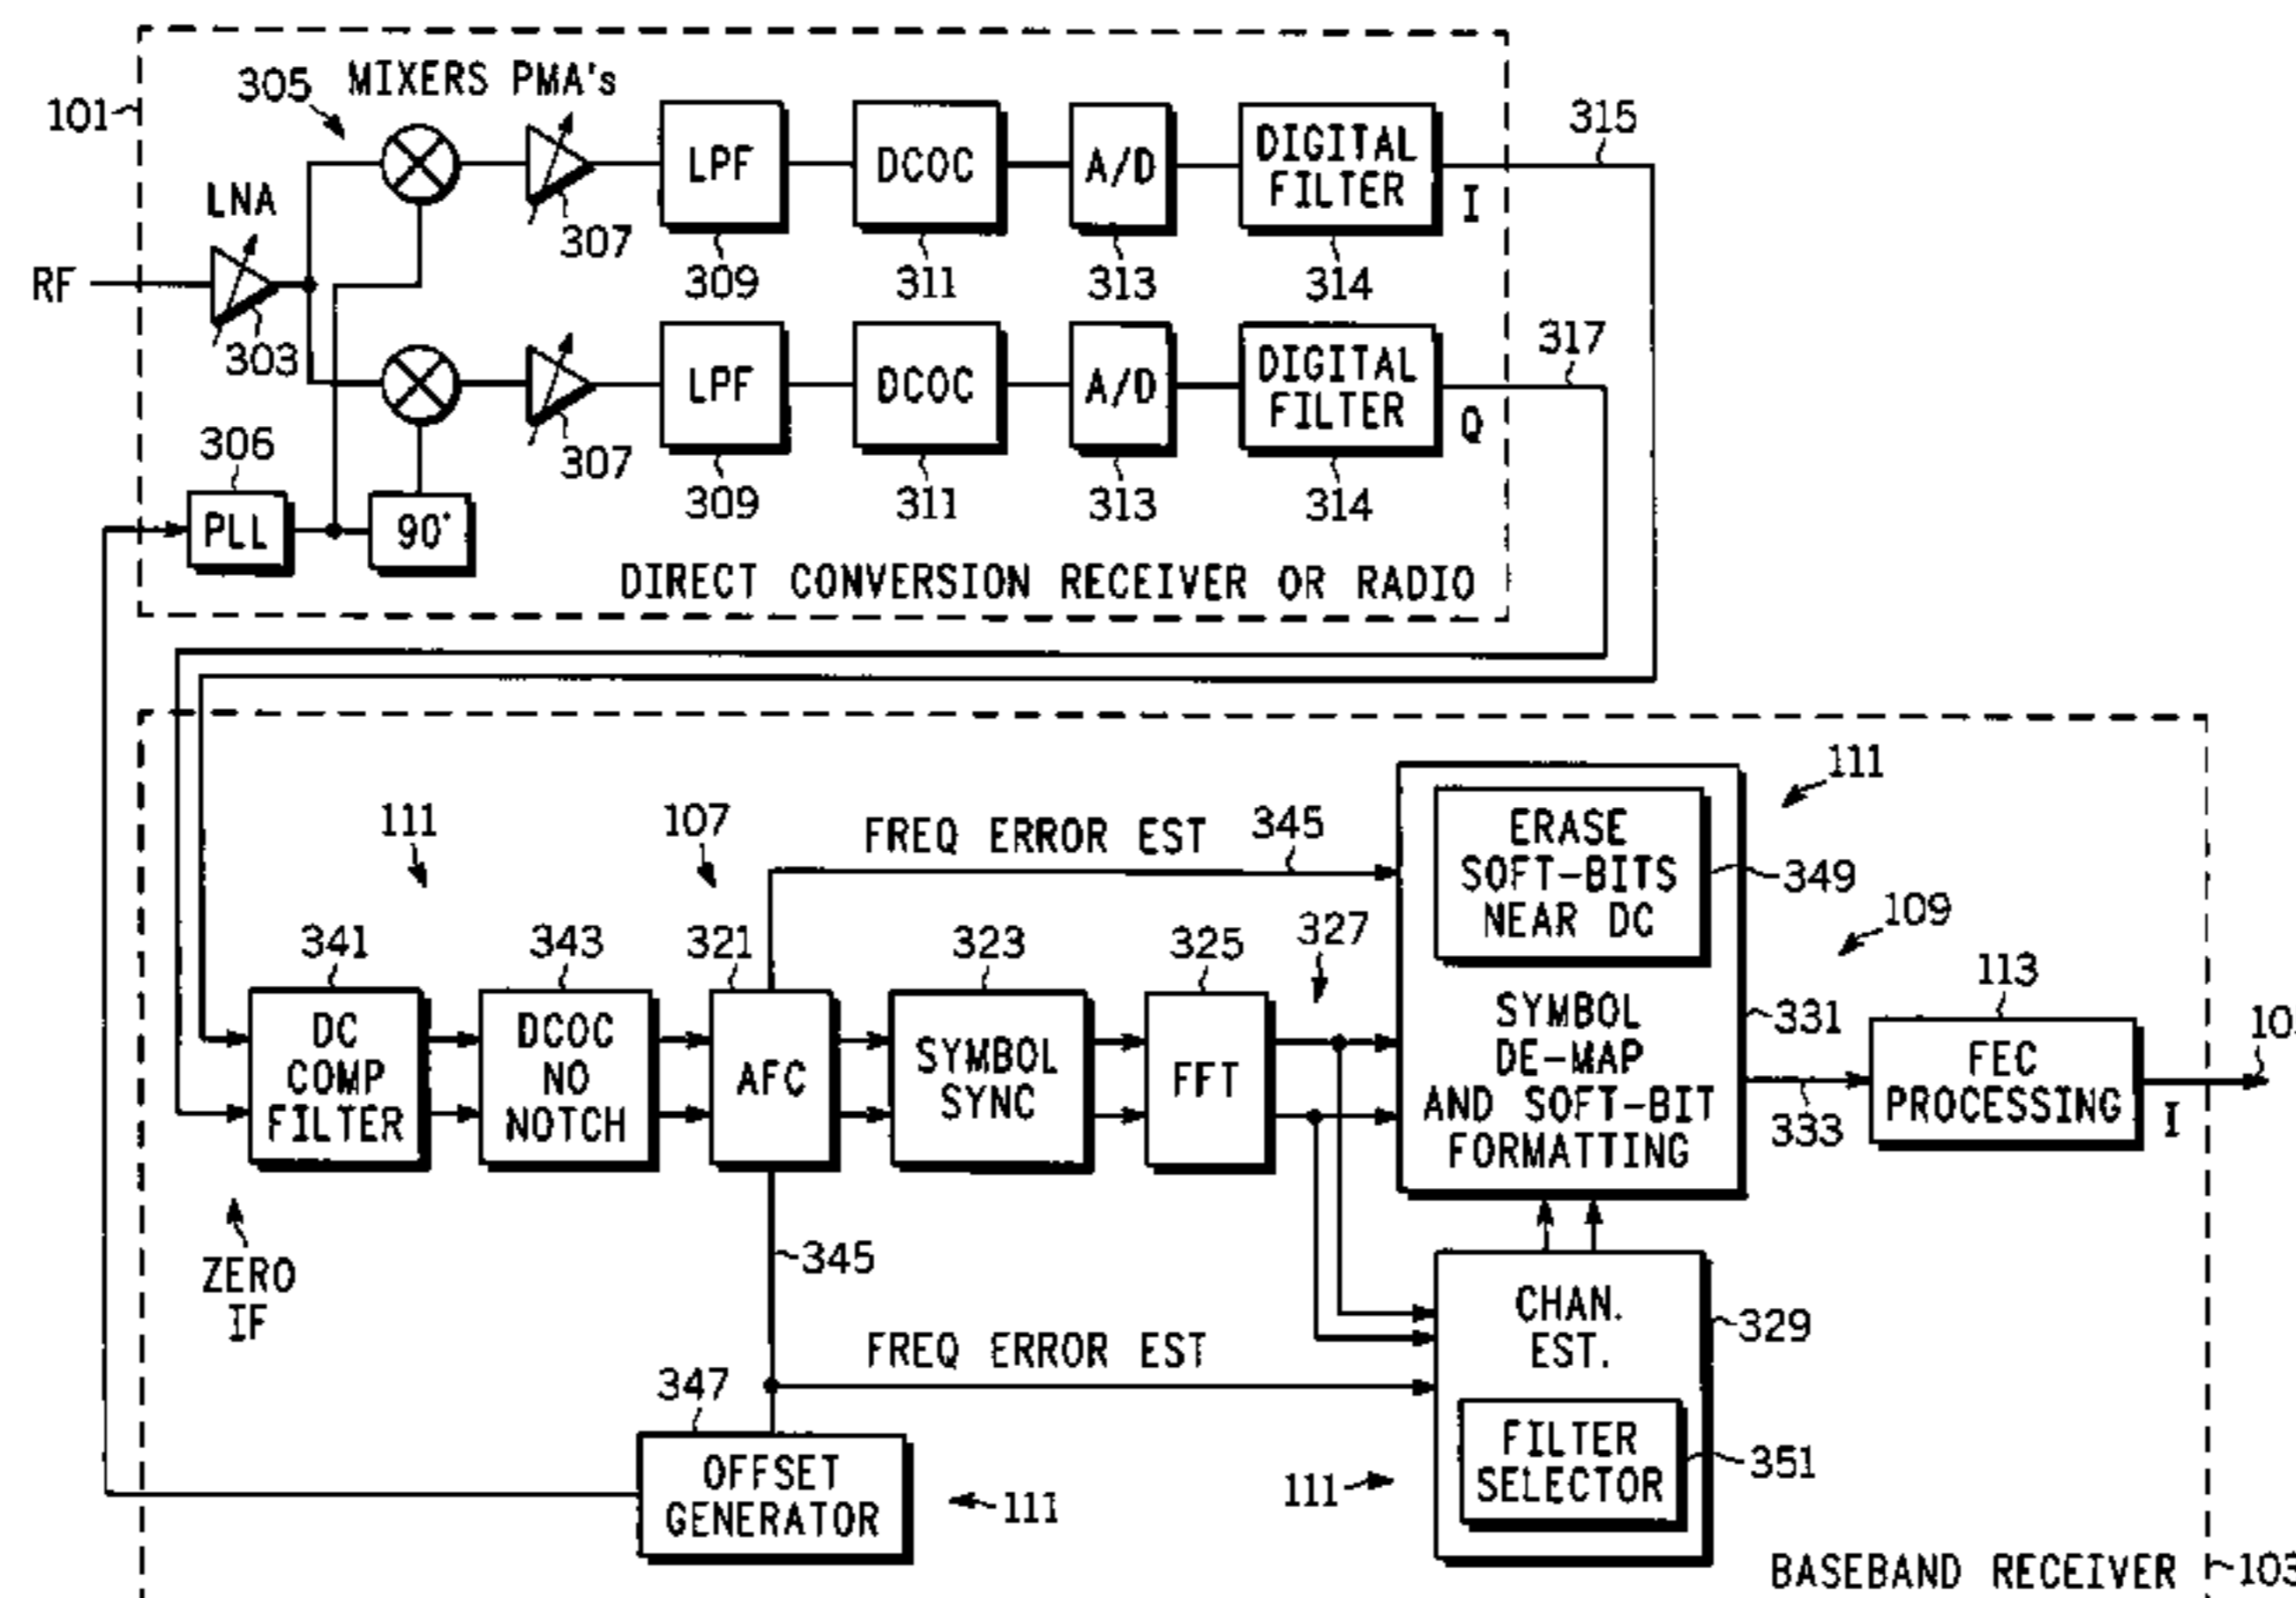 MIXERS PMA's
305
101
315
LNA
LPF
DCOC
A/D
DIGITAL
FILTER
I
RF
307
309
311
313
314
303
317
LPF
DCOC
A/D
DIGITAL
FILTER
Q
306
307
309
311
313
314
PLL
90°
DIRECT CONVERSION RECEIVER OR RADIO
111
107
FREQ ERROR EST
345
111
ERASE
SOFT-BITS
NEAR DC
349
109
341
343
321
323
325
327
113
DC
COMP
FILTER
DCOC
NO
NOTCH
AFC
SYMBOL
SYNC
FFT
SYMBOL
DE-MAP
AND SOFT-BIT
FORMATTING
331
333
FEC
PROCESSING
I
ZERO
IF
345
FREQ ERROR EST
CHAN.
EST.
329
347
OFFSET
GENERATOR
111
111
FILTER
SELECTOR
351
BASEBAND RECEIVER
103